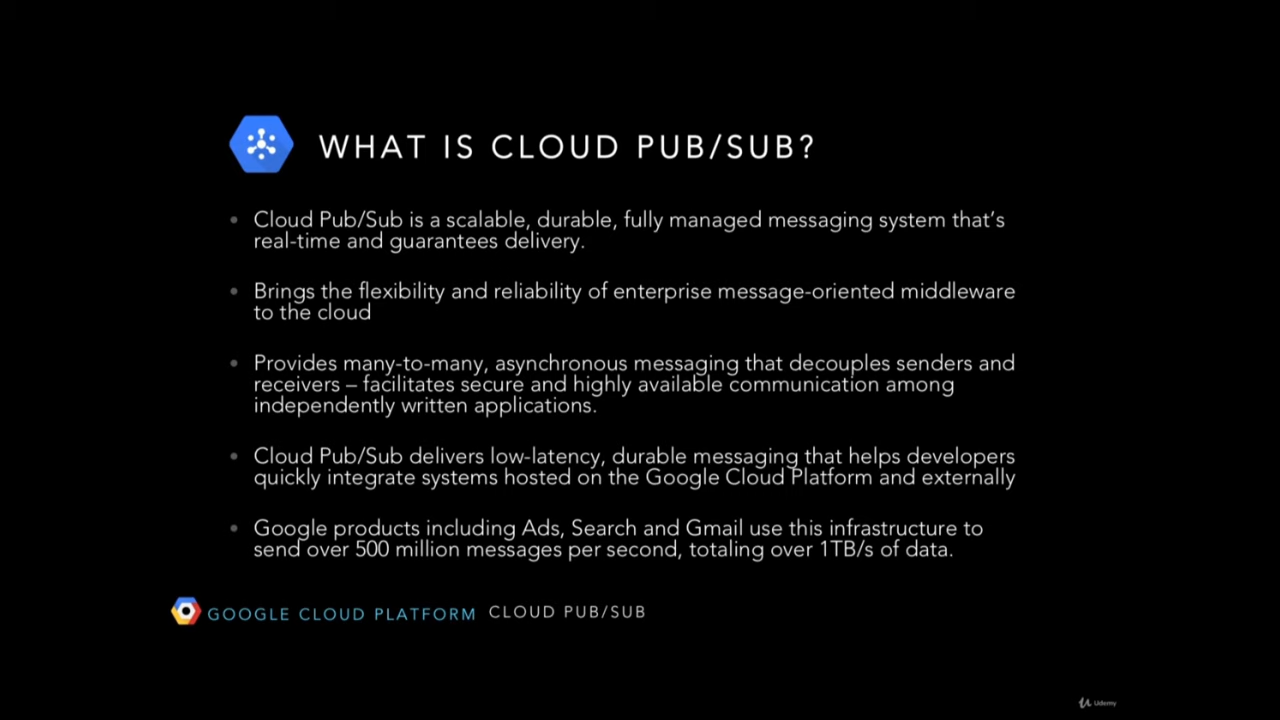 WHAT IS CLOUD PUB/SUB?
• Cloud Pub/Sub is a scalable, durable, fully managed messaging system that's
real-time and guarantees delivery.
• Brings the flexibility and reliability of enterprise message-oriented middleware
to the cloud
• Provides many-to-many, asynchronous messaging that decouples senders and
receivers – facilitates secure and highly available communication among
independently written applications.
• Cloud Pub/Sub delivers low-latency, durable messaging that helps developers
quickly integrate systems hosted on the Google Cloud Platform and externally
• Google products including Ads, Search and Gmail use this infrastructure to
send over 500 million messages per second, totaling over 1TB/s of data.
GOOGLE CLOUD PLATFORM CLOUD PUB/SUB
Udemy